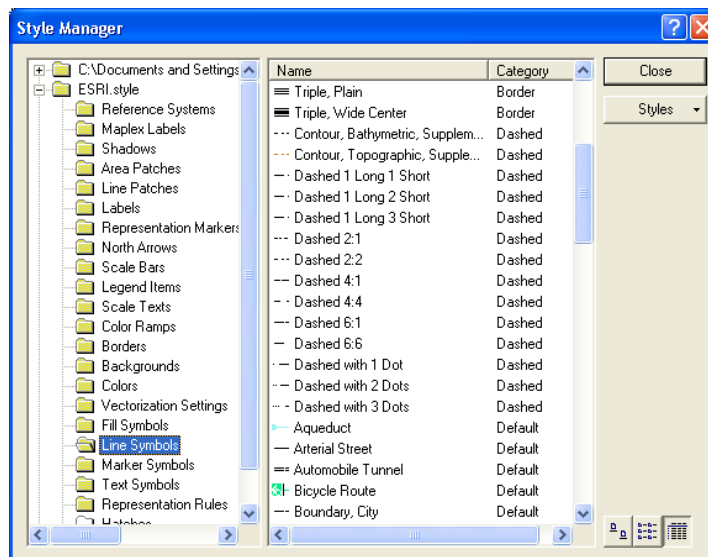 Style Manager
C:\Documents and Settings
ESRI.style
Reference Systems
Maplex Labels
Shadows
Area Patches
Line Patches
Labels
Representation Markers
North Arrows
Scale Bars
Legend Items
Scale Texts
Color Ramps
Borders
Backgrounds
Colors
Vectorization Settings
Fill Symbols
Line Symbols
Marker Symbols
Text Symbols
Representation Rules
Hatches
Name Category
Triple, Plain Border
Triple, Wide Center Border
Contour, Bathymetric, Supplem... Dashed
Contour, Topographic, Supple... Dashed
Dashed 1 Long 1 Short Dashed
Dashed 1 Long 2 Short Dashed
Dashed 1 Long 3 Short Dashed
Dashed 2:1 Dashed
Dashed 2:2 Dashed
Dashed 4:1 Dashed
Dashed 4:4 Dashed
Dashed 6:1 Dashed
Dashed 6:6 Dashed
Dashed with 1 Dot Dashed
Dashed with 2 Dots Dashed
Dashed with 3 Dots Dashed
Aqueduct Default
Arterial Street Default
Automobile Tunnel Default
Bicycle Route Default
Boundary, City Default
Close
Styles